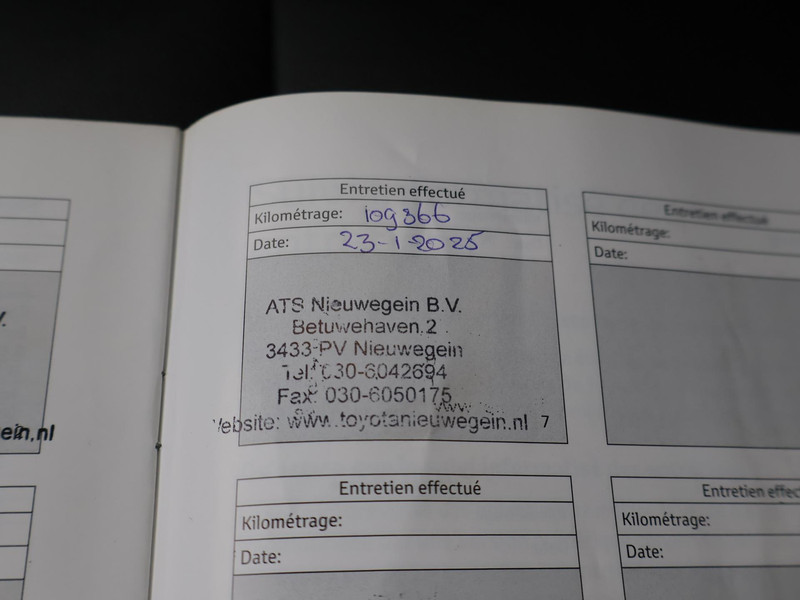 Entretien effectué
Kilométrage: 109366
Date: 23-1-2025
ATS Nieuwegein B.V.
Betuwehaven 2
3433-PV Nieuwegein
Tel. 030-6042694
Fax: 030-6050175
Website: www.toyotanieuwegein.nl 7
ein.nl
Entretien effectué
Kilométrage:
Date:
Entretien effectué
Kilométrage:
Date:
Entretien effec
Kilométrage:
Date: